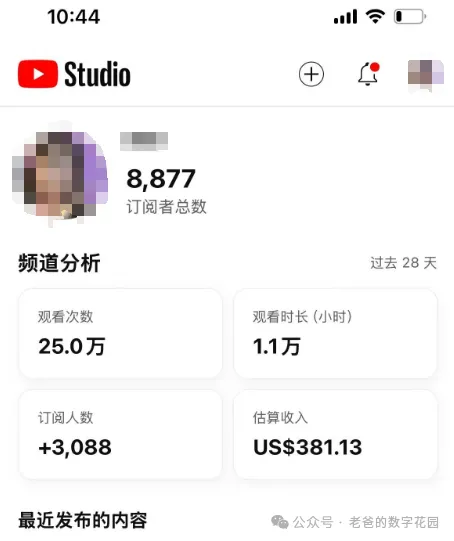 10:44
Studio
8,877
订阅者总数
频道分析
过去 28 天
观看次数
观看时长 (小时)
25.0万
1.1万
订阅人数
估算收入
+3,088
US$381.13
最近发布的内容
公众号 · 老爸的数字花园